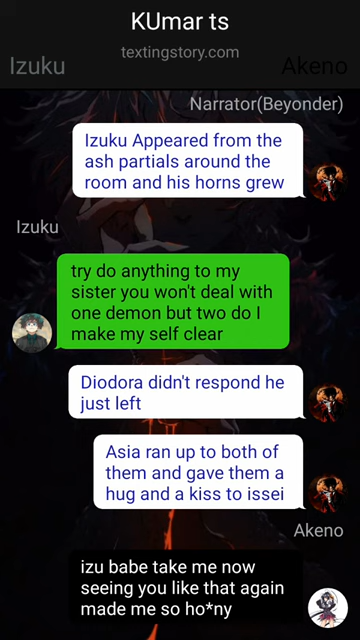 KUmar ts
textingstory.com
Izuku
Akeno
Narrator(Beyonder)
Izuku Appeared from the
ash partials around the
room and his horns grew
Izuku
try do anything to my
sister you won't deal with
one demon but two do I
make my self clear
Diodora didn't respond he
just left
Asia ran up to both of
them and gave them a
hug and a kiss to issei
Akeno
izu babe take me now
seeing you like that again
made me so ho*ny